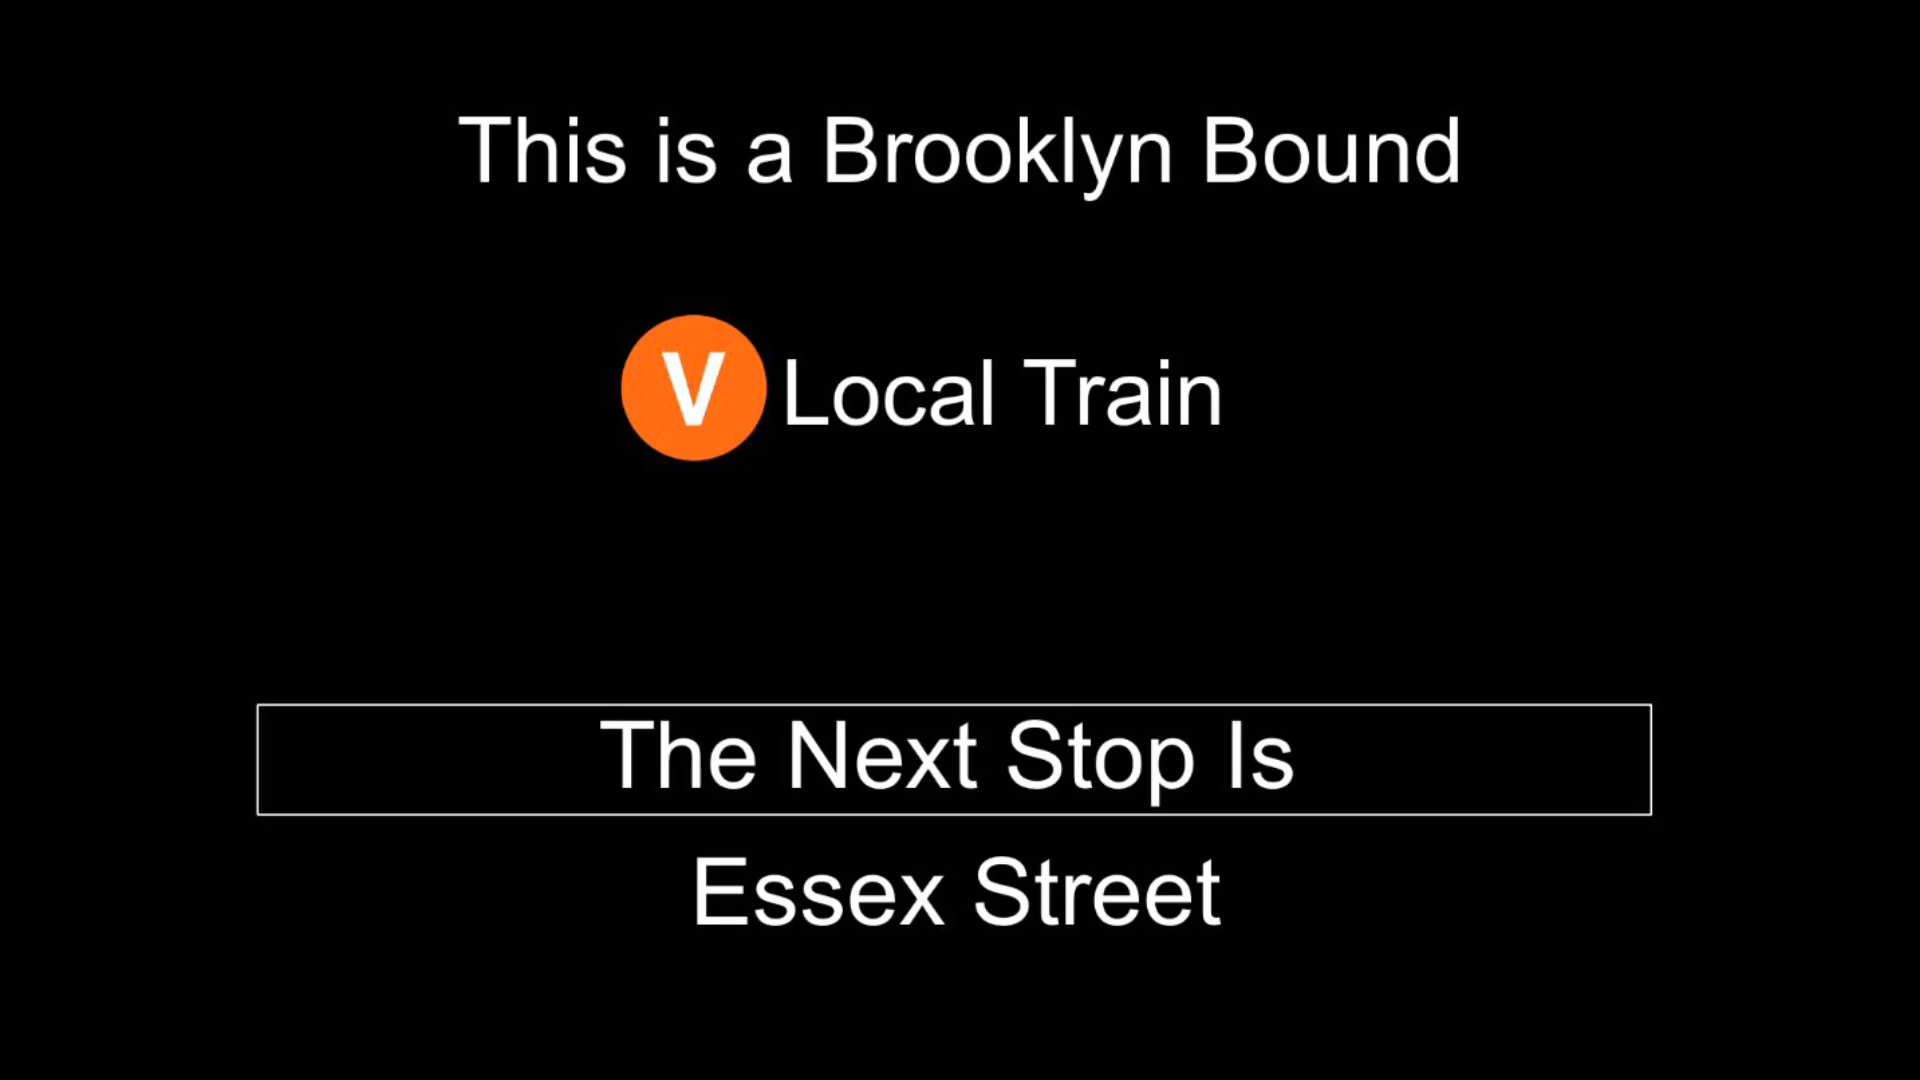 This is a Brooklyn Bound
V Local Train
The Next Stop Is
Essex Street